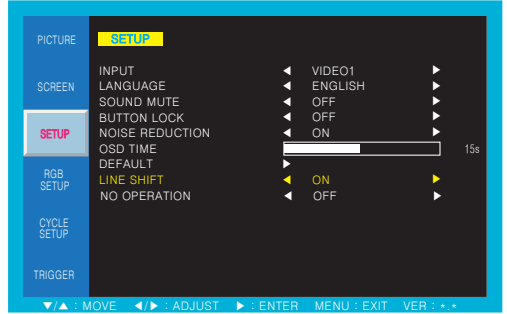 PICTURE
SCREEN
SETUP
RGB
SETUP
CYCLE
SETUP
TRIGGER
SETUP
INPUT ◀ VIDEO1 ▶
LANGUAGE ◀ ENGLISH ▶
SOUND MUTE ◀ OFF ▶
BUTTON LOCK ◀ OFF ▶
NOISE REDUCTION ◀ ON ▶
OSD TIME 15s
DEFAULT ▶
LINE SHIFT ◀ ON ▶
NO OPERATION ◀ OFF ▶
▼/▲ : MOVE ◀/▶ : ADJUST ▶ : ENTER MENU : EXIT VER : *.*